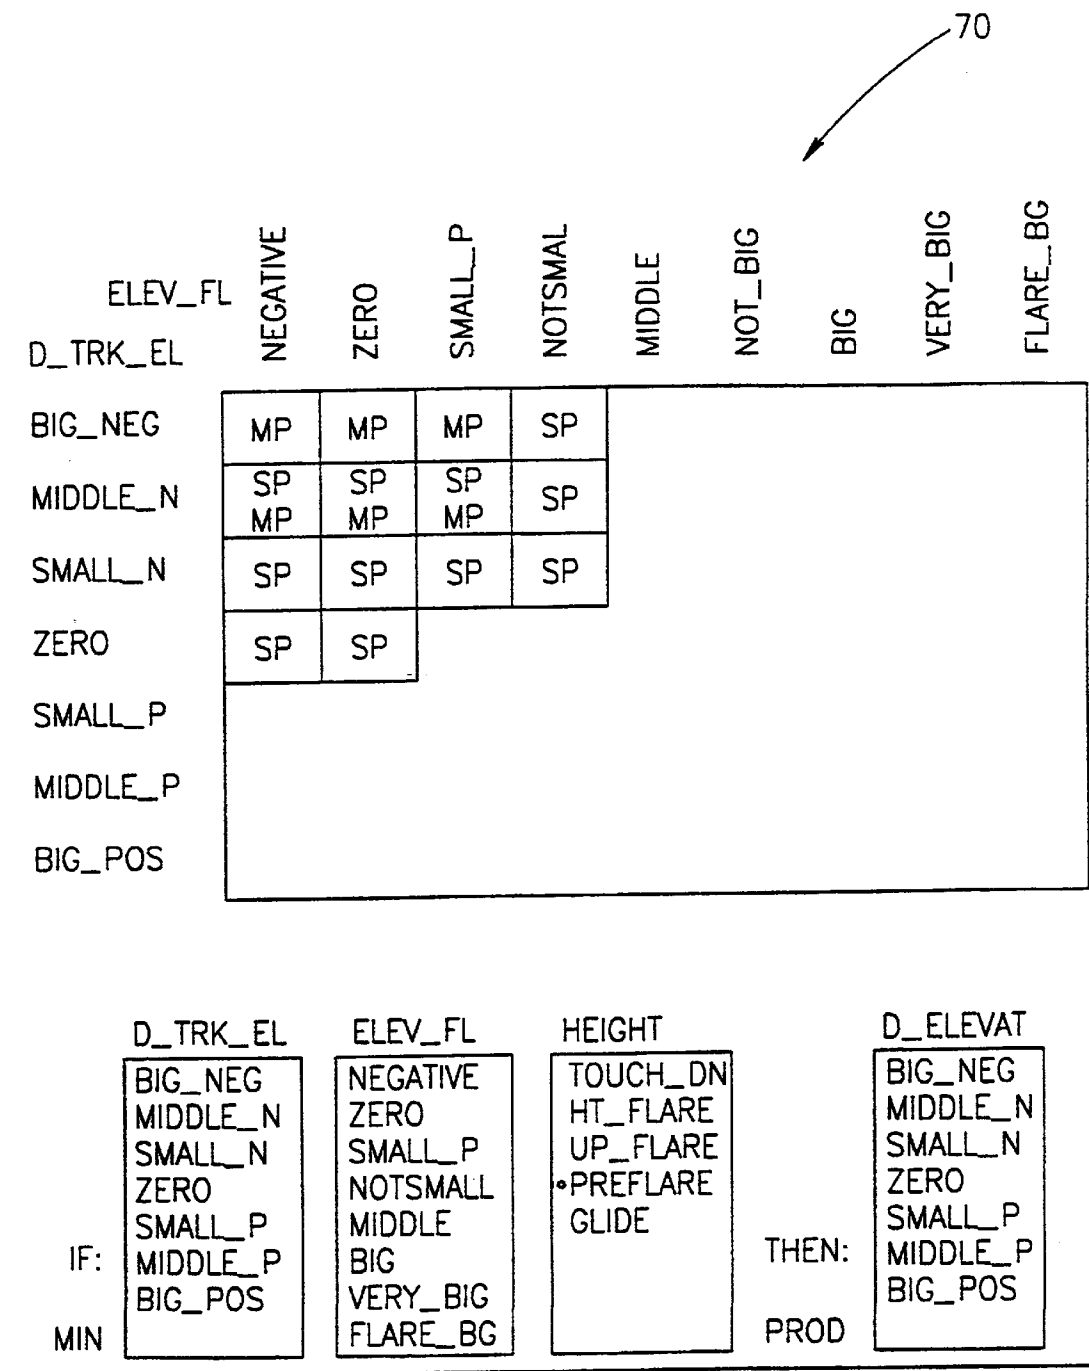 70
ELEV_FL NEGATIVE ZERO SMALL_P NOTSMAL MIDDLE NOT_BIG BIG VERY_BIG FLARE_BG
D_TRK_EL
BIG_NEG MP MP MP SP
MIDDLE_N SP SP SP SP
MP MP MP
SMALL_N SP SP SP SP
ZERO SP SP
SMALL_P
MIDDLE_P
BIG_POS
D_TRK_EL ELEV_FL HEIGHT D_ELEVAT
BIG_NEG NEGATIVE TOUCH_DN BIG_NEG
MIDDLE_N ZERO HT_FLARE MIDDLE_N
SMALL_N SMALL_P UP_FLARE SMALL_N
ZERO NOTSMALL •PREFLARE ZERO
SMALL_P MIDDLE GLIDE SMALL_P
IF: MIDDLE_P BIG THEN: MIDDLE_P
BIG_POS VERY_BIG BIG_POS
MIN FLARE_BG PROD